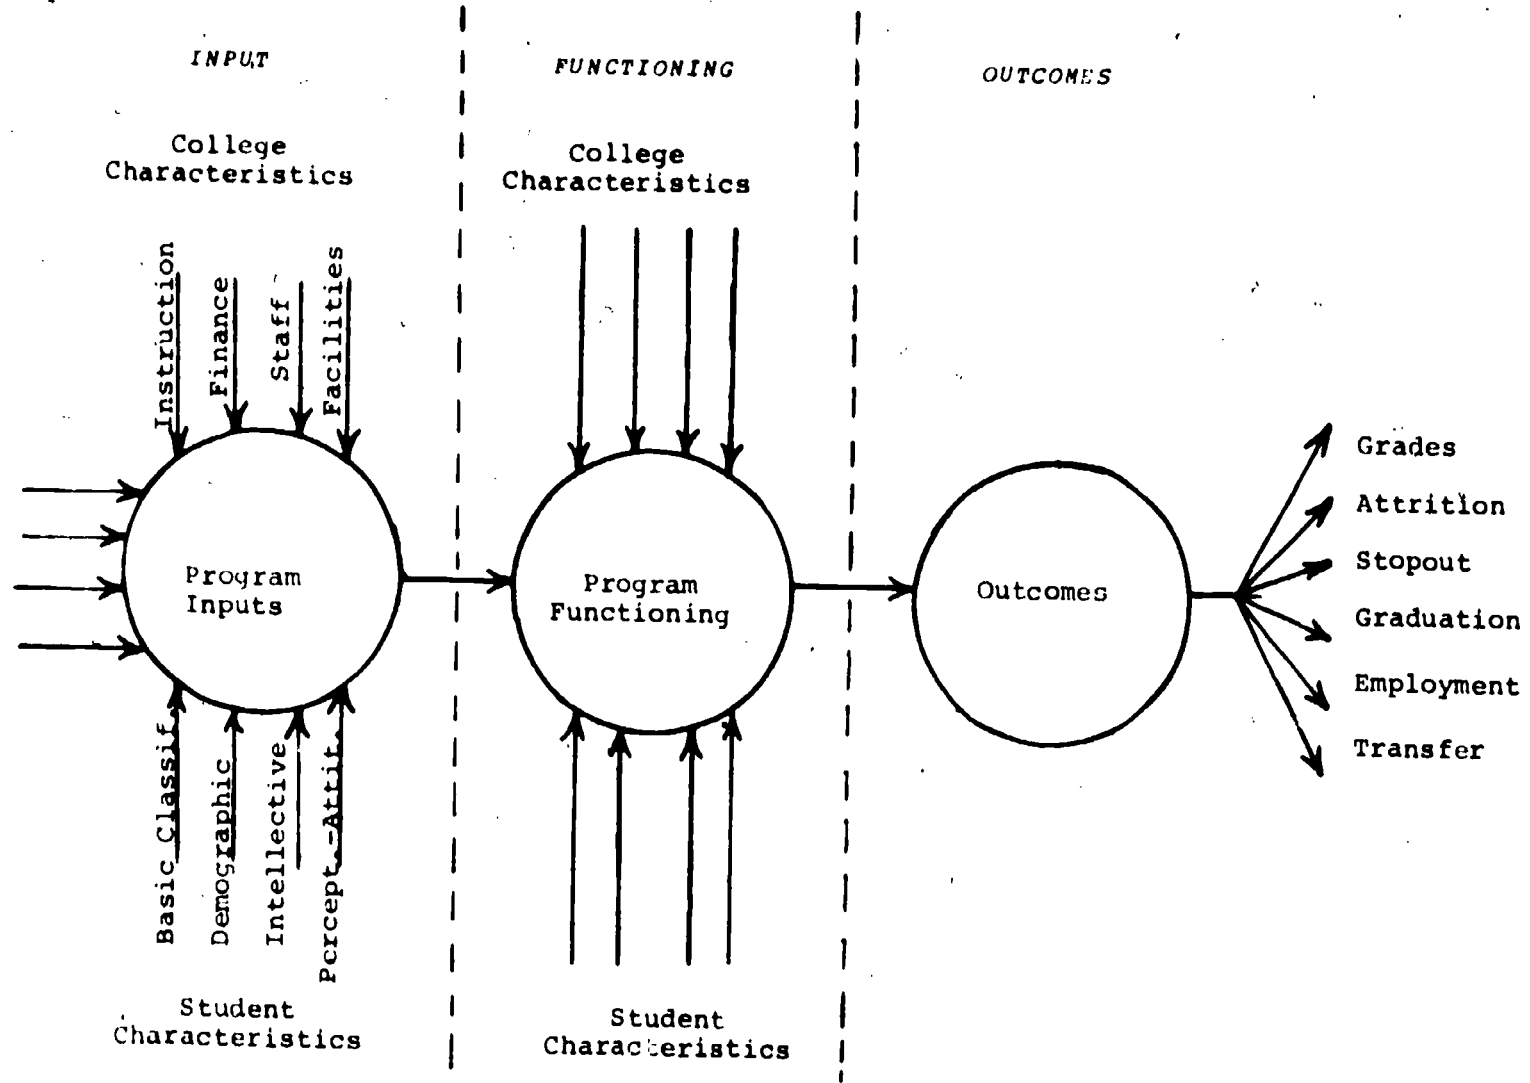 INPUT
FUNCTIONING
OUTCOMES
College
Characteristics
College
Characteristics
Instruction
Finance
Staff
Facilities
Program
Inputs
Program
Functioning
Outcomes
Grades
Attrition
Stopout
Graduation
Employment
Transfer
Basic Classif.
Demographic
Intellective
Percept.-Attit.
Student
Characteristics
Student
Characteristics